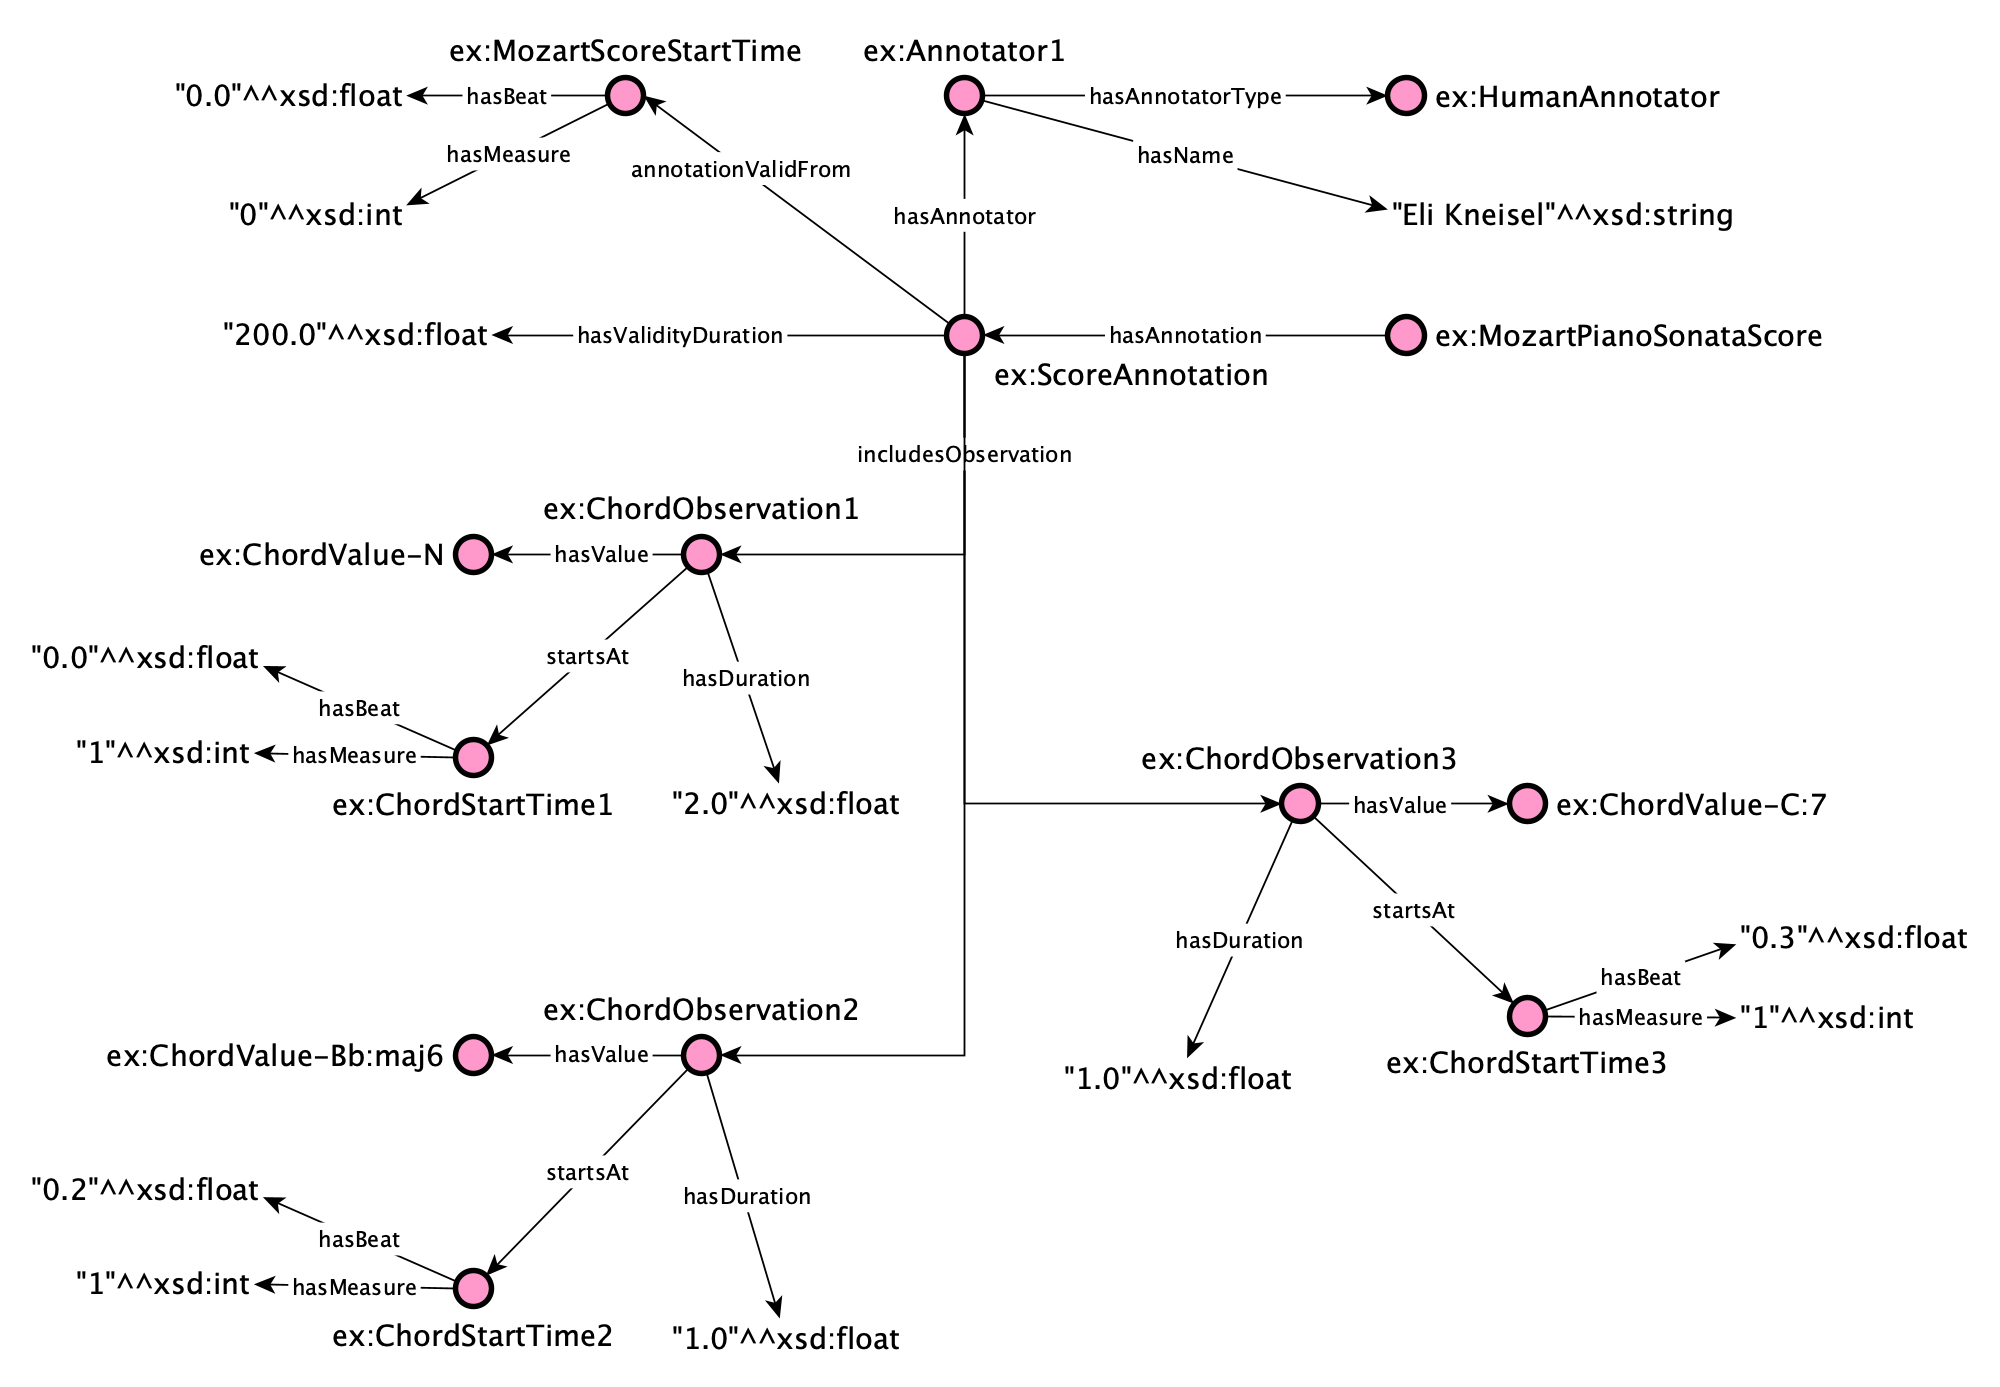 ex:MozartScoreStartTime
ex:Annotator1
"0.0"^^xsd:float
hasBeat
hasAnnotatorType
ex:HumanAnnotator
hasMeasure
annotationValidFrom
hasName
"0"^^xsd:int
hasAnnotator
"Eli Kneisel"^^xsd:string
"200.0"^^xsd:float
hasValidityDuration
hasAnnotation
ex:MozartPianoSonataScore
ex:ScoreAnnotation
includesObservation
ex:ChordObservation1
ex:ChordValue-N
hasValue
startsAt
hasDuration
"0.0"^^xsd:float
hasBeat
"1"^^xsd:int
hasMeasure
ex:ChordStartTime1
"2.0"^^xsd:float
ex:ChordObservation3
hasValue
ex:ChordValue-C:7
startsAt
hasDuration
"0.3"^^xsd:float
hasBeat
hasMeasure
"1"^^xsd:int
ex:ChordStartTime3
"1.0"^^xsd:float
ex:ChordObservation2
ex:ChordValue-Bb:maj6
hasValue
startsAt
hasDuration
"0.2"^^xsd:float
hasBeat
"1"^^xsd:int
hasMeasure
ex:ChordStartTime2
"1.0"^^xsd:float